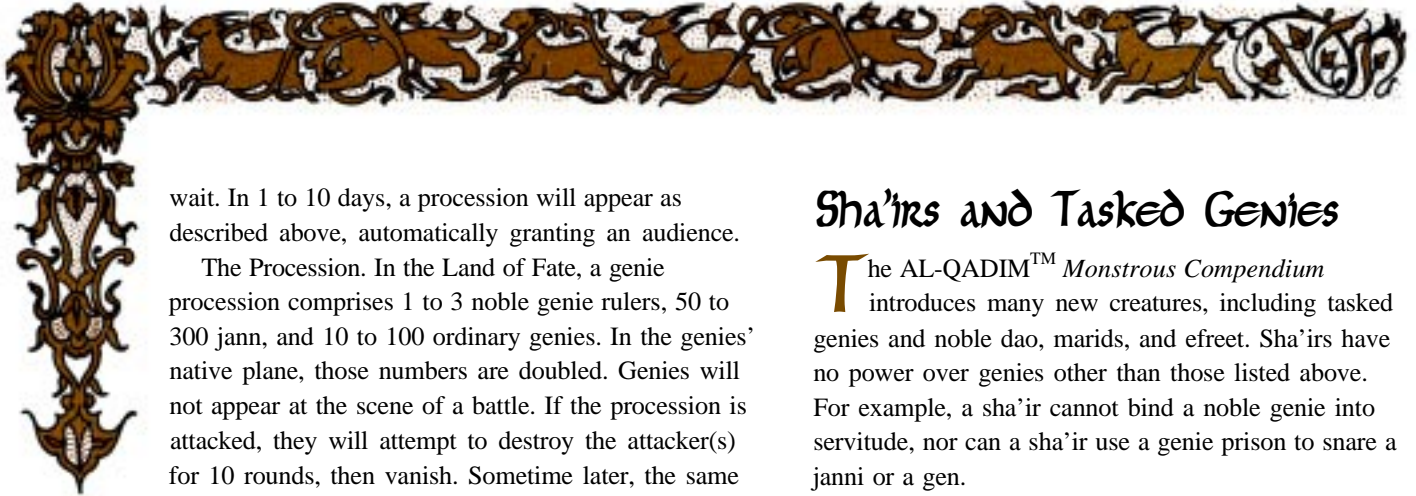 wait. In 1 to 10 days, a procession will appear as
described above, automatically granting an audience.
The Procession. In the Land of Fate, a genie
procession comprises 1 to 3 noble genie rulers, 50 to
300 jann, and 10 to 100 ordinary genies. In the genies’
native plane, those numbers are doubled. Genies will
not appear at the scene of a battle. If the procession is
attacked, they will attempt to destroy the attacker(s)
for 10 rounds, then vanish. Sometime later, the same
Sha’irs and Tasked Genies
The AL-QADIM™ Monstrous Compendium
introduces many new creatures, including tasked
genies and noble dao, marids, and efreet. Sha’irs have
no power over genies other than those listed above.
For example, a sha’ir cannot bind a noble genie into
servitude, nor can a sha’ir use a genie prison to snare a
janni or a gen.